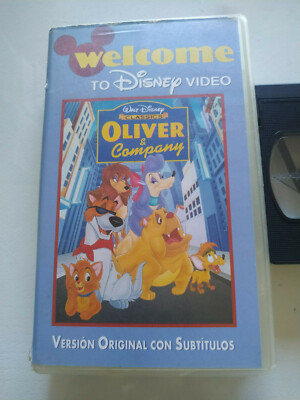 welcome
TO DISNEY VIDEO
WALT DISNEY
CLASSICS
OLIVER
&
Company
VERSIÓN ORIGINAL CON SUBTÍTULOS